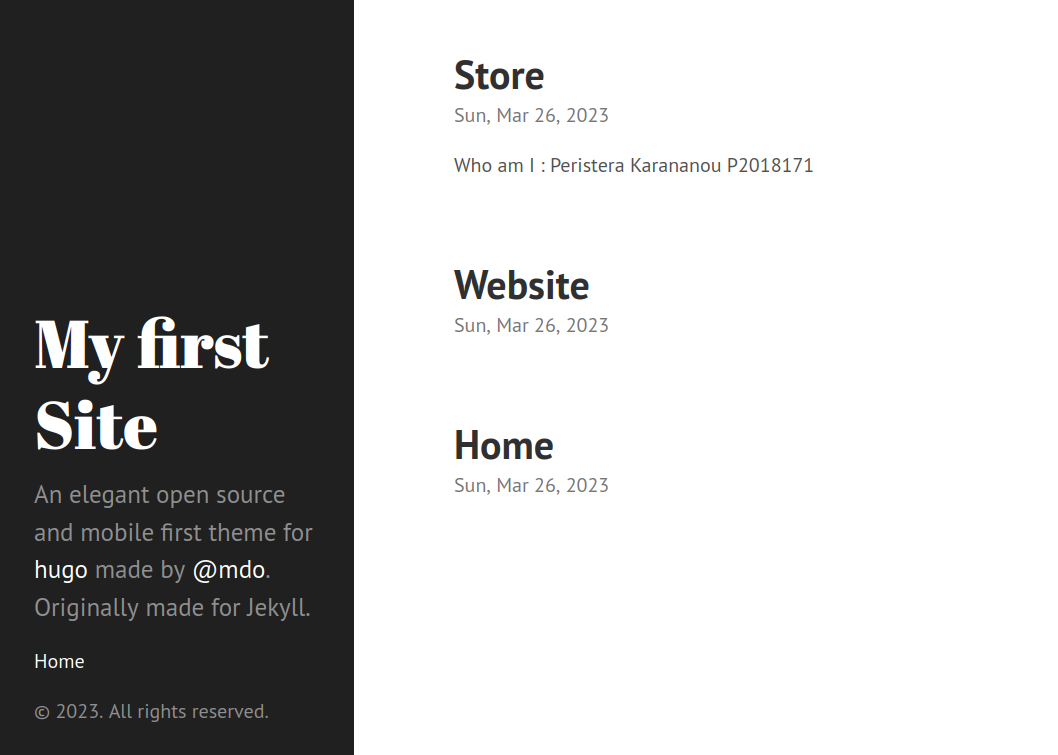 My first
Site
An elegant open source
and mobile first theme for
hugo made by @mdo.
Originally made for Jekyll.
Home
© 2023. All rights reserved.
Store
Sun, Mar 26, 2023
Who am I : Peristera Karananou P2018171
Website
Sun, Mar 26, 2023
Home
Sun, Mar 26, 2023